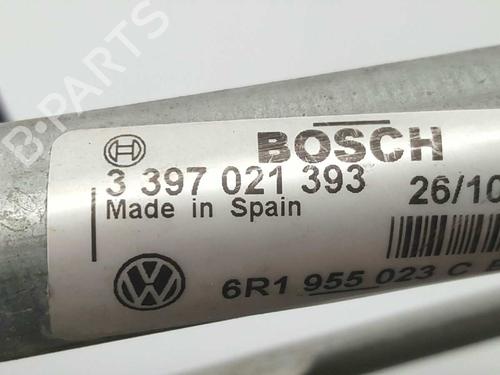 B-PARTS
BOSCH
3 397 021 393
26/10
Made in Spain
6R1 955 023 C